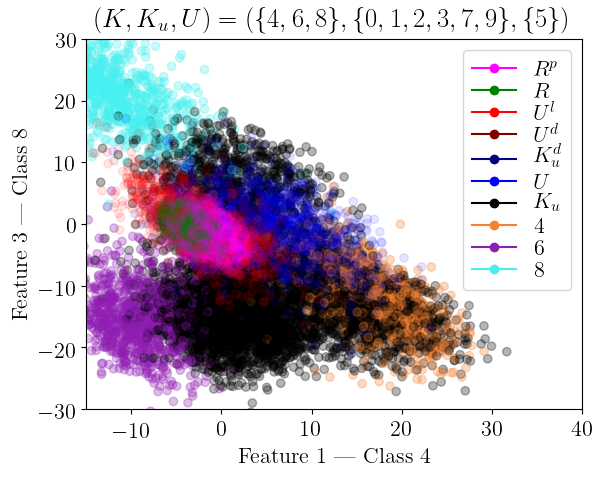 (K, K_u, U) = ({4, 6, 8}, {0, 1, 2, 3, 7, 9}, {5})
30
20
10
0
−10
−20
−30
Feature 3 — Class 8
R^p
R
U^l
U^d
K_u^d
U
K_u
4
6
8
−10
0
10
20
30
40
Feature 1 — Class 4